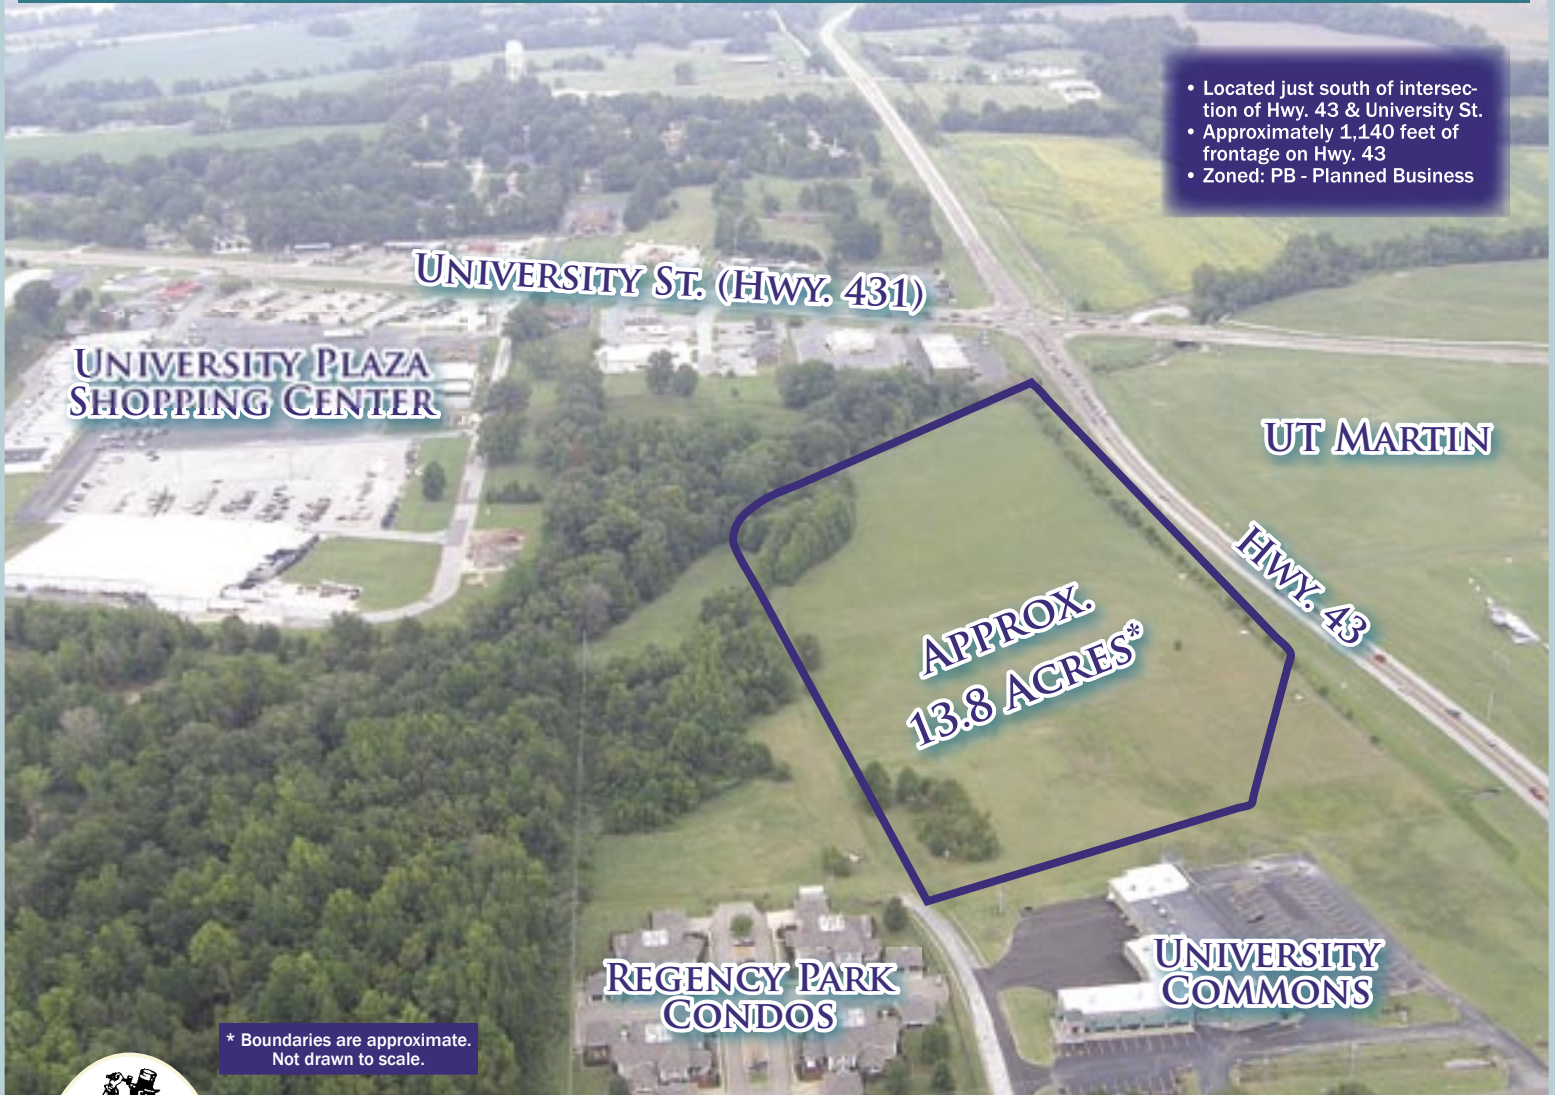 • Located just south of intersec-
tion of Hwy. 43 & University St.
• Approximately 1,140 feet of
frontage on Hwy. 43
• Zoned: PB - Planned Business
University St. (Hwy. 431)
University Plaza
Shopping Center
UT Martin
Hwy. 43
Approx.
13.8 Acres*
Regency Park
Condos
University
Commons
* Boundaries are approximate.
Not drawn to scale.